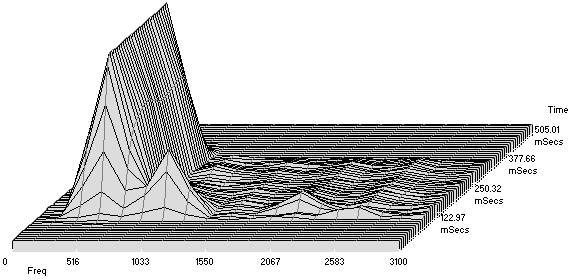 Time
505.01
mSecs
377.66
mSecs
250.32
mSecs
122.97
mSecs
0 516 1033 1550 2067 2583 3100
Freq